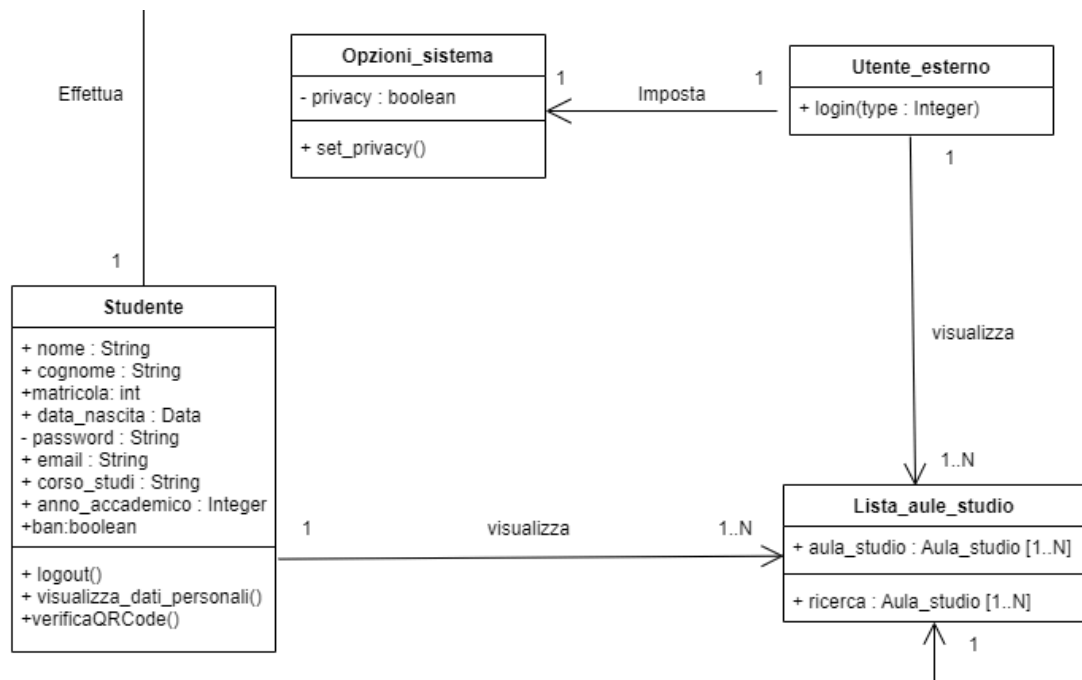 Effettua
1
Opzioni_sistema
- privacy : boolean
+ set_privacy()
1
Imposta
1
Utente_esterno
+ login(type : Integer)
1
visualizza
1..N
Studente
+ nome : String
+ cognome : String
+matricola: int
+ data_nascita : Data
- password : String
+ email : String
+ corso_studi : String
+ anno_accademico : Integer
+ban:boolean
+ logout()
+ visualizza_dati_personali()
+verificaQRCode()
1
visualizza
1..N
Lista_aule_studio
+ aula_studio : Aula_studio [1..N]
+ ricerca : Aula_studio [1..N]
1